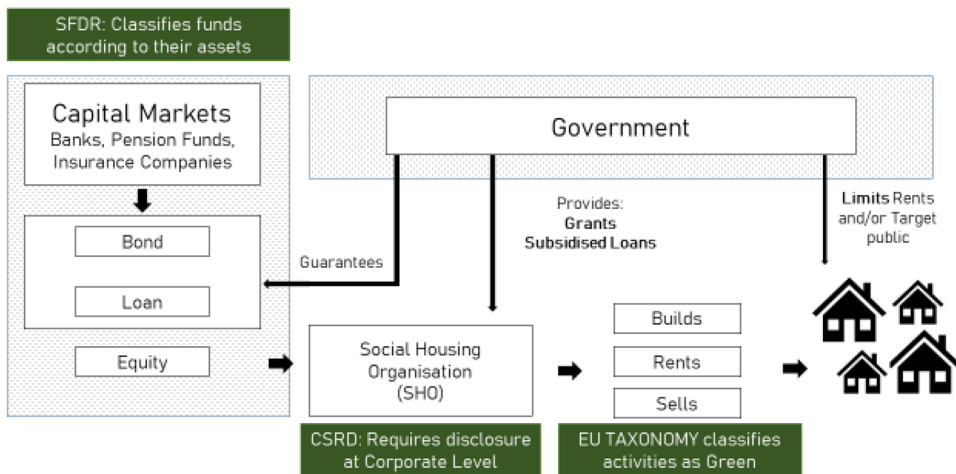 SFDR: Classifies funds
according to their assets
Capital Markets
Banks, Pension Funds,
Insurance Companies
Government
Bond
Loan
Equity
Guarantees
Provides:
Grants
Subsidised Loans
Limits Rents
and/or Target
public
Social Housing
Organisation
(SHO)
Builds
Rents
Sells
CSRD: Requires disclosure
at Corporate Level
EU TAXONOMY classifies
activities as Green